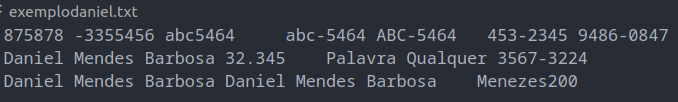 exemplodaniel.txt
875878 -3355456 abc5464     abc-5464 ABC-5464   453-2345 9486-0847
Daniel Mendes Barbosa 32.345    Palavra Qualquer 3567-3224
Daniel Mendes Barbosa Daniel Mendes Barbosa    Menezes200